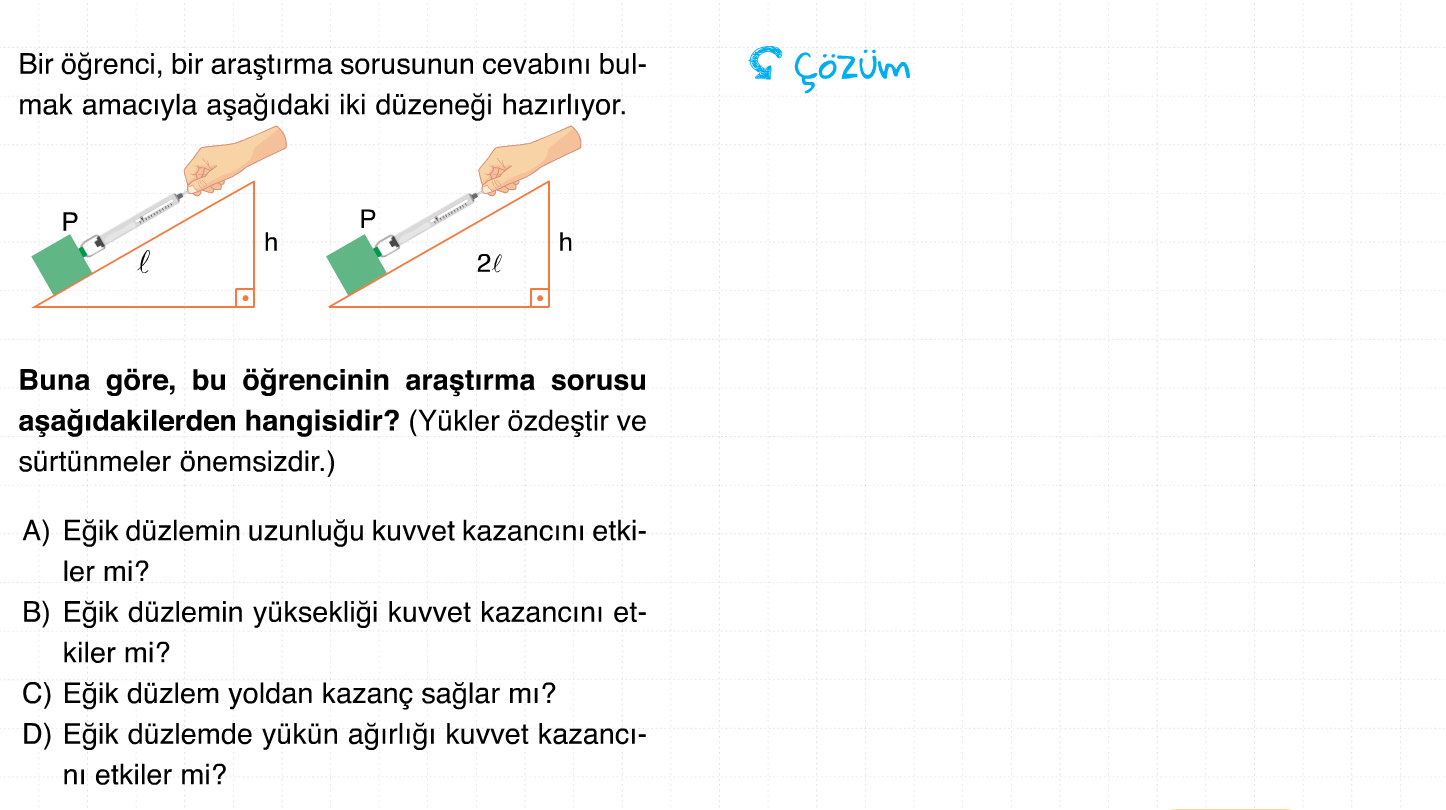 Bir öğrenci, bir araştırma sorusunun cevabını bul-
mak amacıyla aşağıdaki iki düzeneği hazırlıyor.
P
ℓ
h
P
2ℓ
h
Buna göre, bu öğrencinin araştırma sorusu
aşağıdakilerden hangisidir? (Yükler özdeştir ve
sürtünmeler önemsizdir.)
A) Eğik düzlemin uzunluğu kuvvet kazancını etki-
ler mi?
B) Eğik düzlemin yüksekliği kuvvet kazancını et-
kiler mi?
C) Eğik düzlem yoldan kazanç sağlar mı?
D) Eğik düzlemde yükün ağırlığı kuvvet kazancı-
nı etkiler mi?
Çözüm